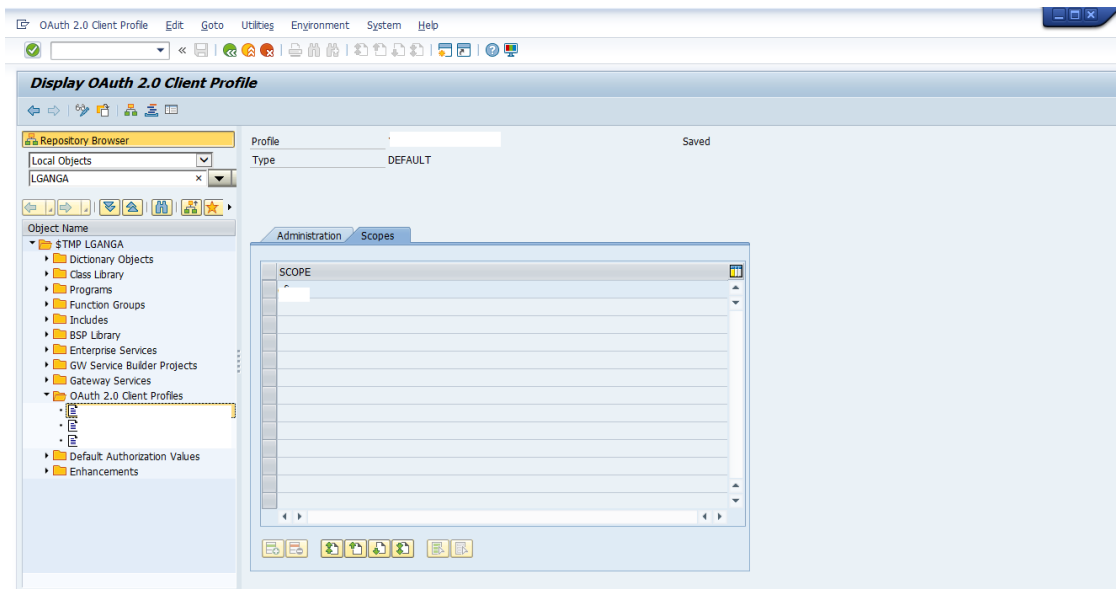 OAuth 2.0 Client Profile Edit Goto Utilities Environment System Help
Display OAuth 2.0 Client Profile
Repository Browser
Local Objects
LGANGA
Object Name
$TMP LGANGA
Dictionary Objects
Class Library
Programs
Function Groups
Includes
BSP Library
Enterprise Services
GW Service Builder Projects
Gateway Services
OAuth 2.0 Client Profiles
Default Authorization Values
Enhancements
Profile Saved
Type DEFAULT
Administration Scopes
SCOPE